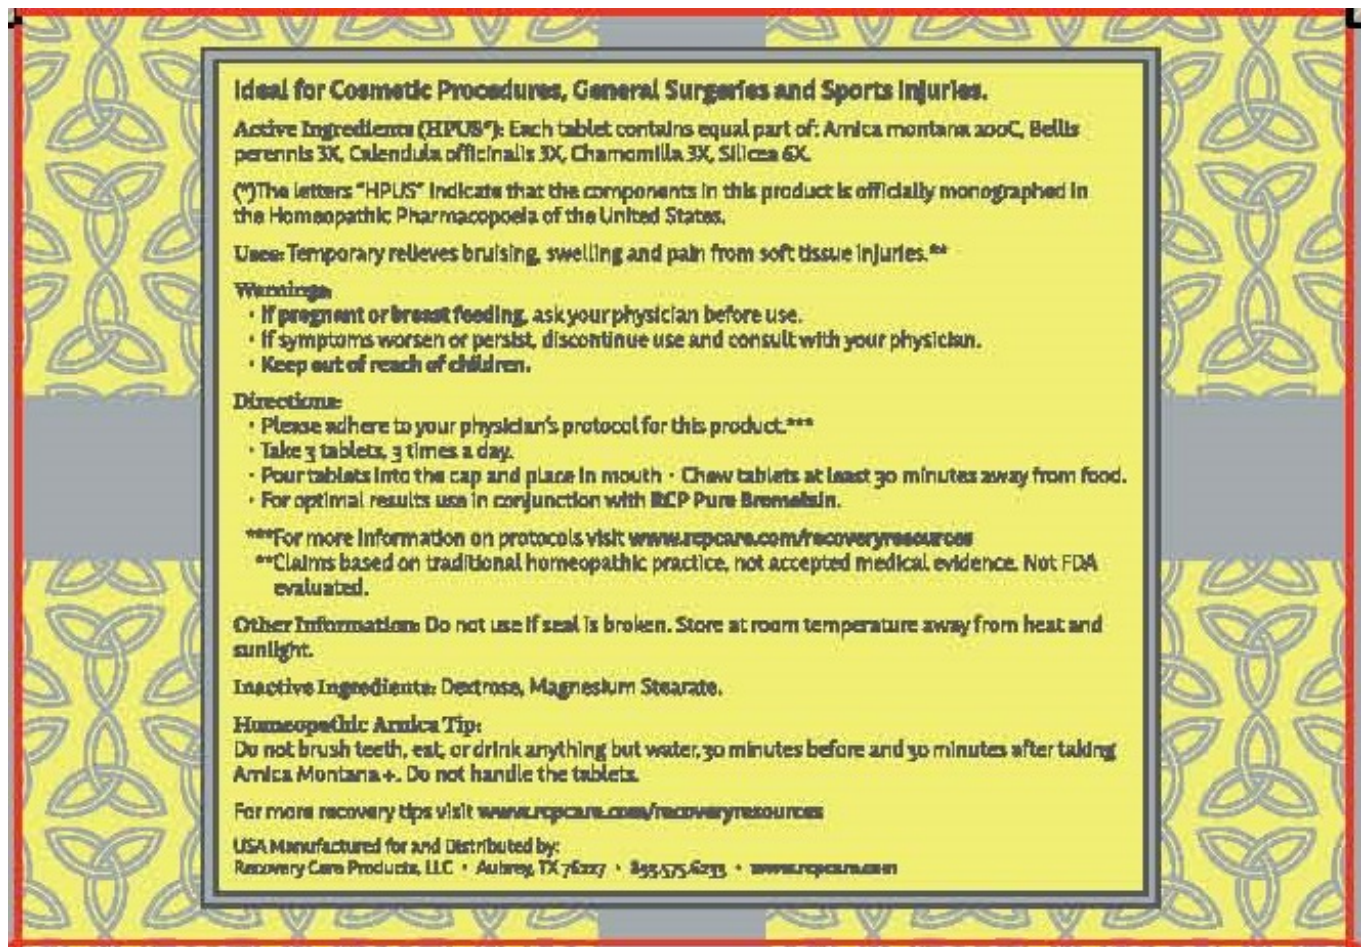 Ideal for Cosmetic Procedures, General Surgeries and Sports Injuries.
Active Ingredients (HPUS*): Each tablet contains equal part of: Arnica montana 200C, Bellis
perennis 3X, Calendula officinalis 3X, Chamomilla 3X, Silicea 6X.
(*)The letters "HPUS" indicate that the components in this product is officially monographed in
the Homeopathic Pharmacopoeia of the United States.
Uses: Temporary relieves bruising, swelling and pain from soft tissue injuries.**
Warnings:
• If pregnant or breast feeding, ask your physician before use.
• If symptoms worsen or persist, discontinue use and consult with your physician.
• Keep out of reach of children.
Directions:
• Please adhere to your physician's protocol for this product.***
• Take 3 tablets, 3 times a day.
• Pour tablets into the cap and place in mouth • Chew tablets at least 30 minutes away from food.
• For optimal results use in conjunction with RCP Pure Bromelain.
***For more information on protocols visit www.rcpcare.com/recoveryresources
**Claims based on traditional homeopathic practice, not accepted medical evidence. Not FDA
evaluated.
Other Information: Do not use if seal is broken. Store at room temperature away from heat and
sunlight.
Inactive Ingredients: Dextrose, Magnesium Stearate.
Homeopathic Arnica Tip:
Do not brush teeth, eat, or drink anything but water, 30 minutes before and 30 minutes after taking
Arnica Montana +. Do not handle the tablets.
For more recovery tips visit www.rcpcare.com/recoveryresources
USA Manufactured for and Distributed by:
Recovery Care Products, LLC • Aubrey, TX 76227 • 855.575.6233 • www.rcpcare.com